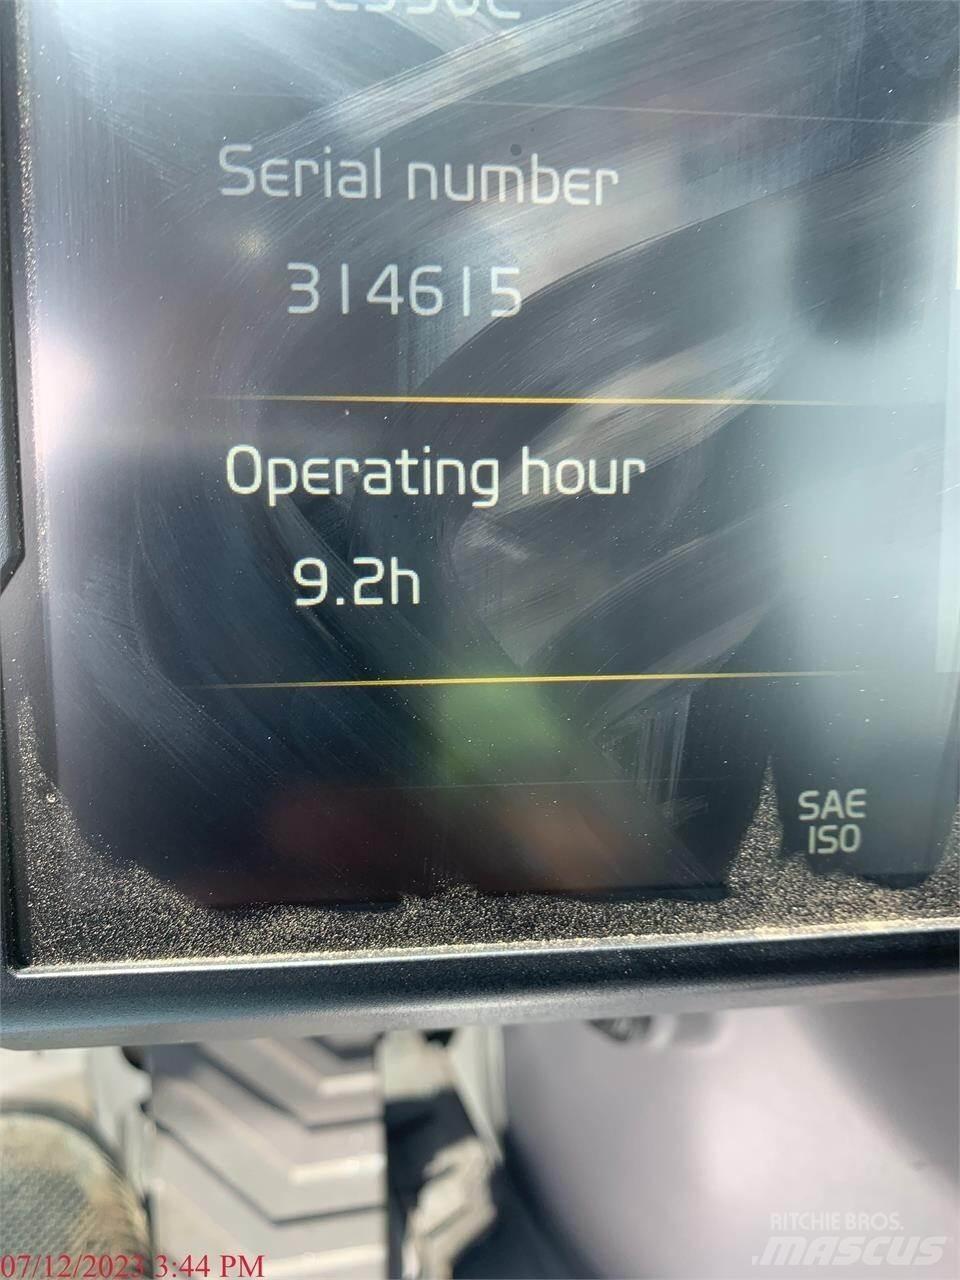 Serial number
314615
Operating hour
9.2h
SAE
ISO
RITCHIE BROS.
MASCUS
07/12/2023 3:44 PM